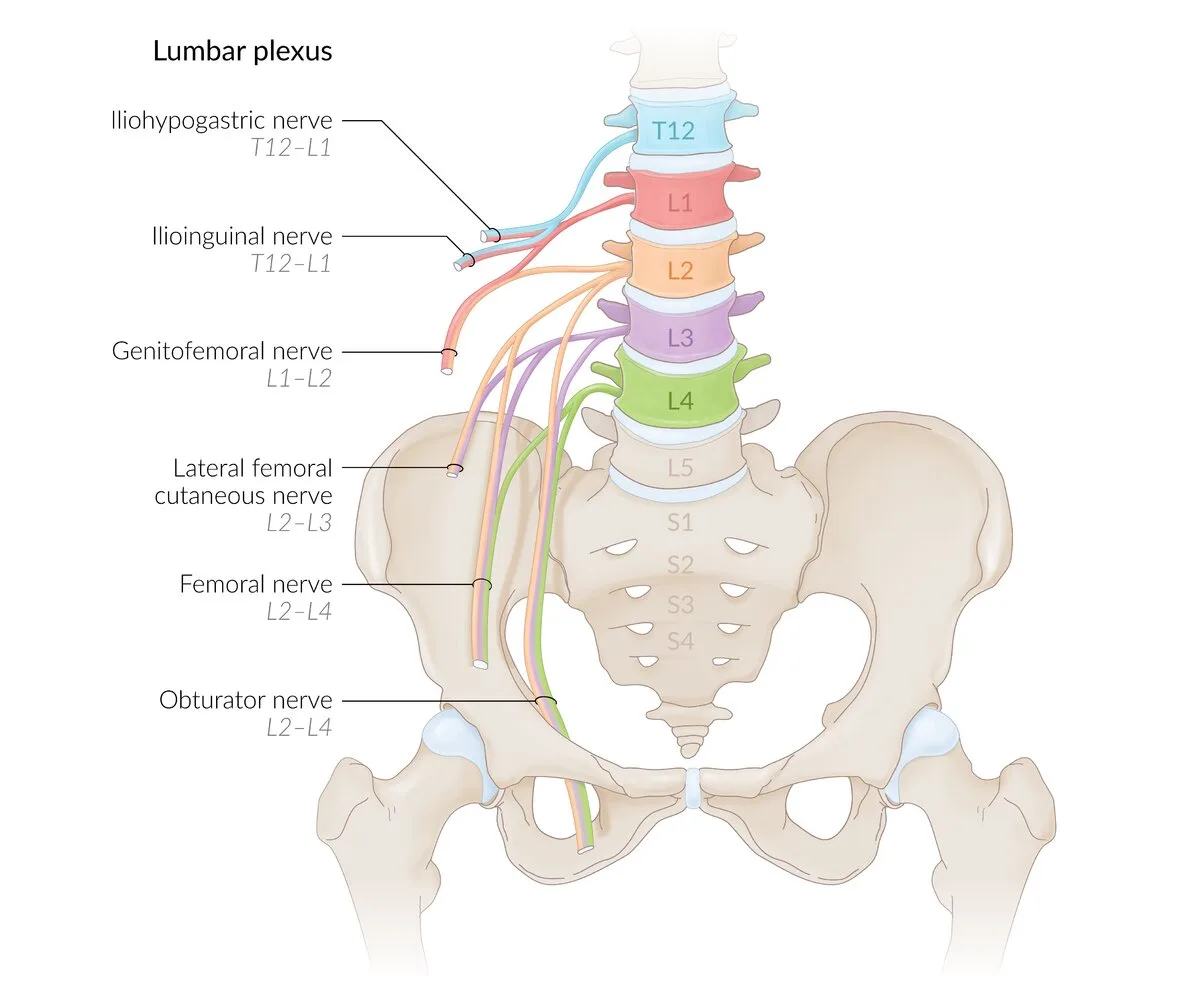 Lumbar plexus
Iliohypogastric nerve
T12–L1
Ilioinguinal nerve
T12–L1
Genitofemoral nerve
L1–L2
Lateral femoral
cutaneous nerve
L2–L3
Femoral nerve
L2–L4
Obturator nerve
L2–L4
T12
L1
L2
L3
L4
L5
S1
S2
S3
S4